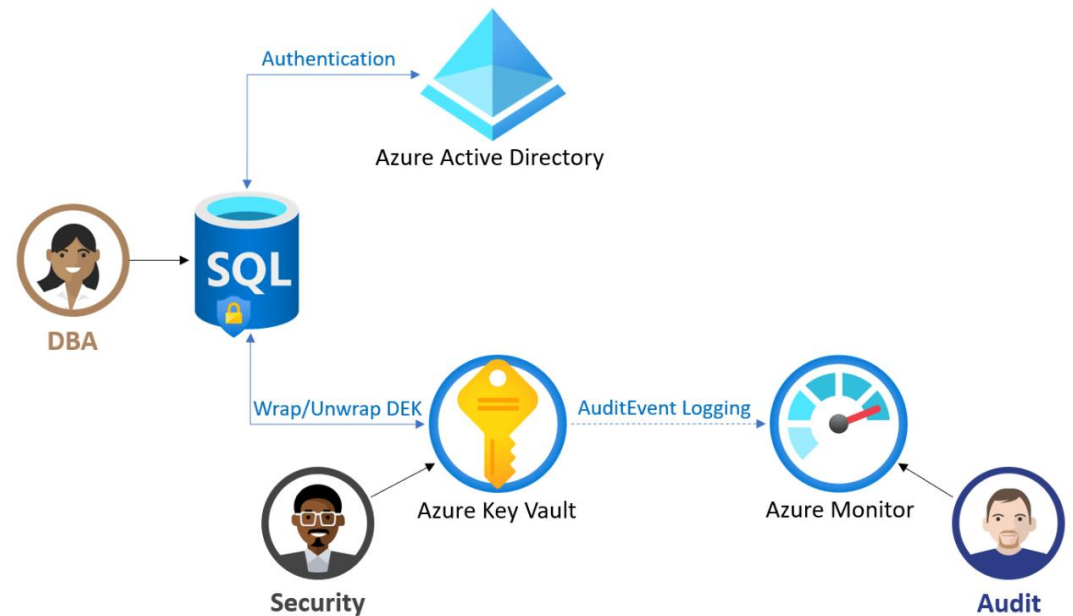 Authentication
Azure Active Directory
SQL
DBA
Wrap/Unwrap DEK
AuditEvent Logging
Azure Key Vault
Azure Monitor
Security
Audit